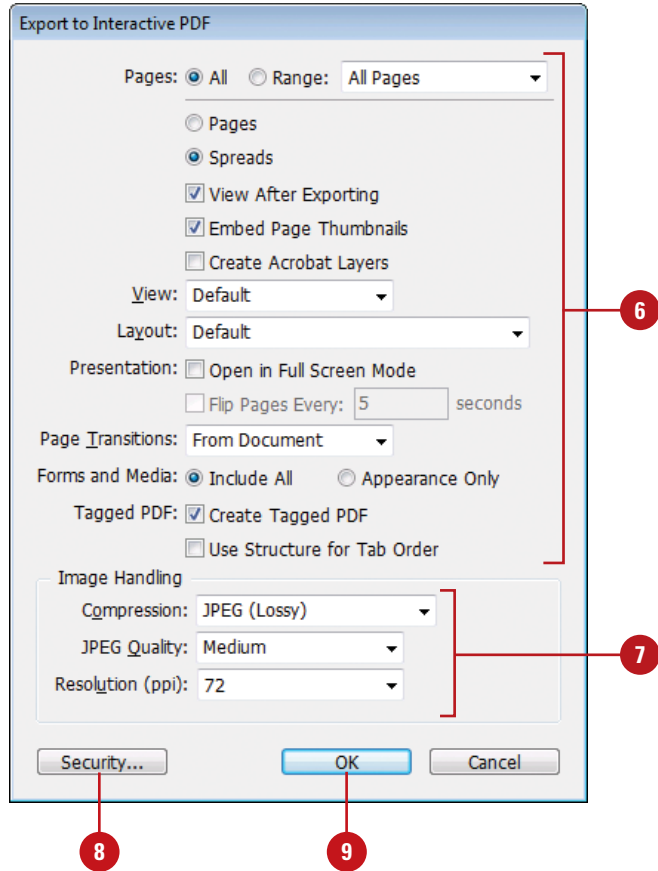 Export to Interactive PDF
Pages: All Range: All Pages
Pages
Spreads
View After Exporting
Embed Page Thumbnails
Create Acrobat Layers
View: Default
6
Layout: Default
Presentation: Open in Full Screen Mode
Flip Pages Every: 5 seconds
Page Transitions: From Document
Forms and Media: Include All Appearance Only
Tagged PDF: Create Tagged PDF
Use Structure for Tab Order
Image Handling
Compression: JPEG (Lossy)
JPEG Quality: Medium
7
Resolution (ppi): 72
Security... OK Cancel
8 9